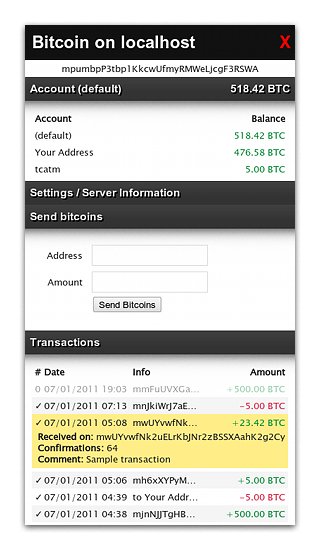 Bitcoin on localhost X
mpumbpP3tbp1KkcwUfmyRMWeLjcgF3RSWA
Account (default) 518.42 BTC
Account Balance
(default) 518.42 BTC
Your Address 476.58 BTC
tcatm 5.00 BTC
Settings / Server Information
Send bitcoins
Address
Amount
Send Bitcoins
Transactions
# Date Info Amount
0 07/01/2011 19:03 mmFuUVXGa... +500.00 BTC
✓ 07/01/2011 07:13 mnJkiWrJ7aE... −5.00 BTC
✓ 07/01/2011 05:08 mwUYvwfNk... +23.42 BTC
Received on: mwUYvwfNk2uELrKbJNr2zBSSXAahK2g2Cy
Confirmations: 64
Comment: Sample transaction
✓ 07/01/2011 05:06 mh6xXYPyM... +5.00 BTC
✓ 07/01/2011 04:39 to Your Addr... −5.00 BTC
✓ 07/01/2011 04:38 mjnNJJTgHB... +500.00 BTC